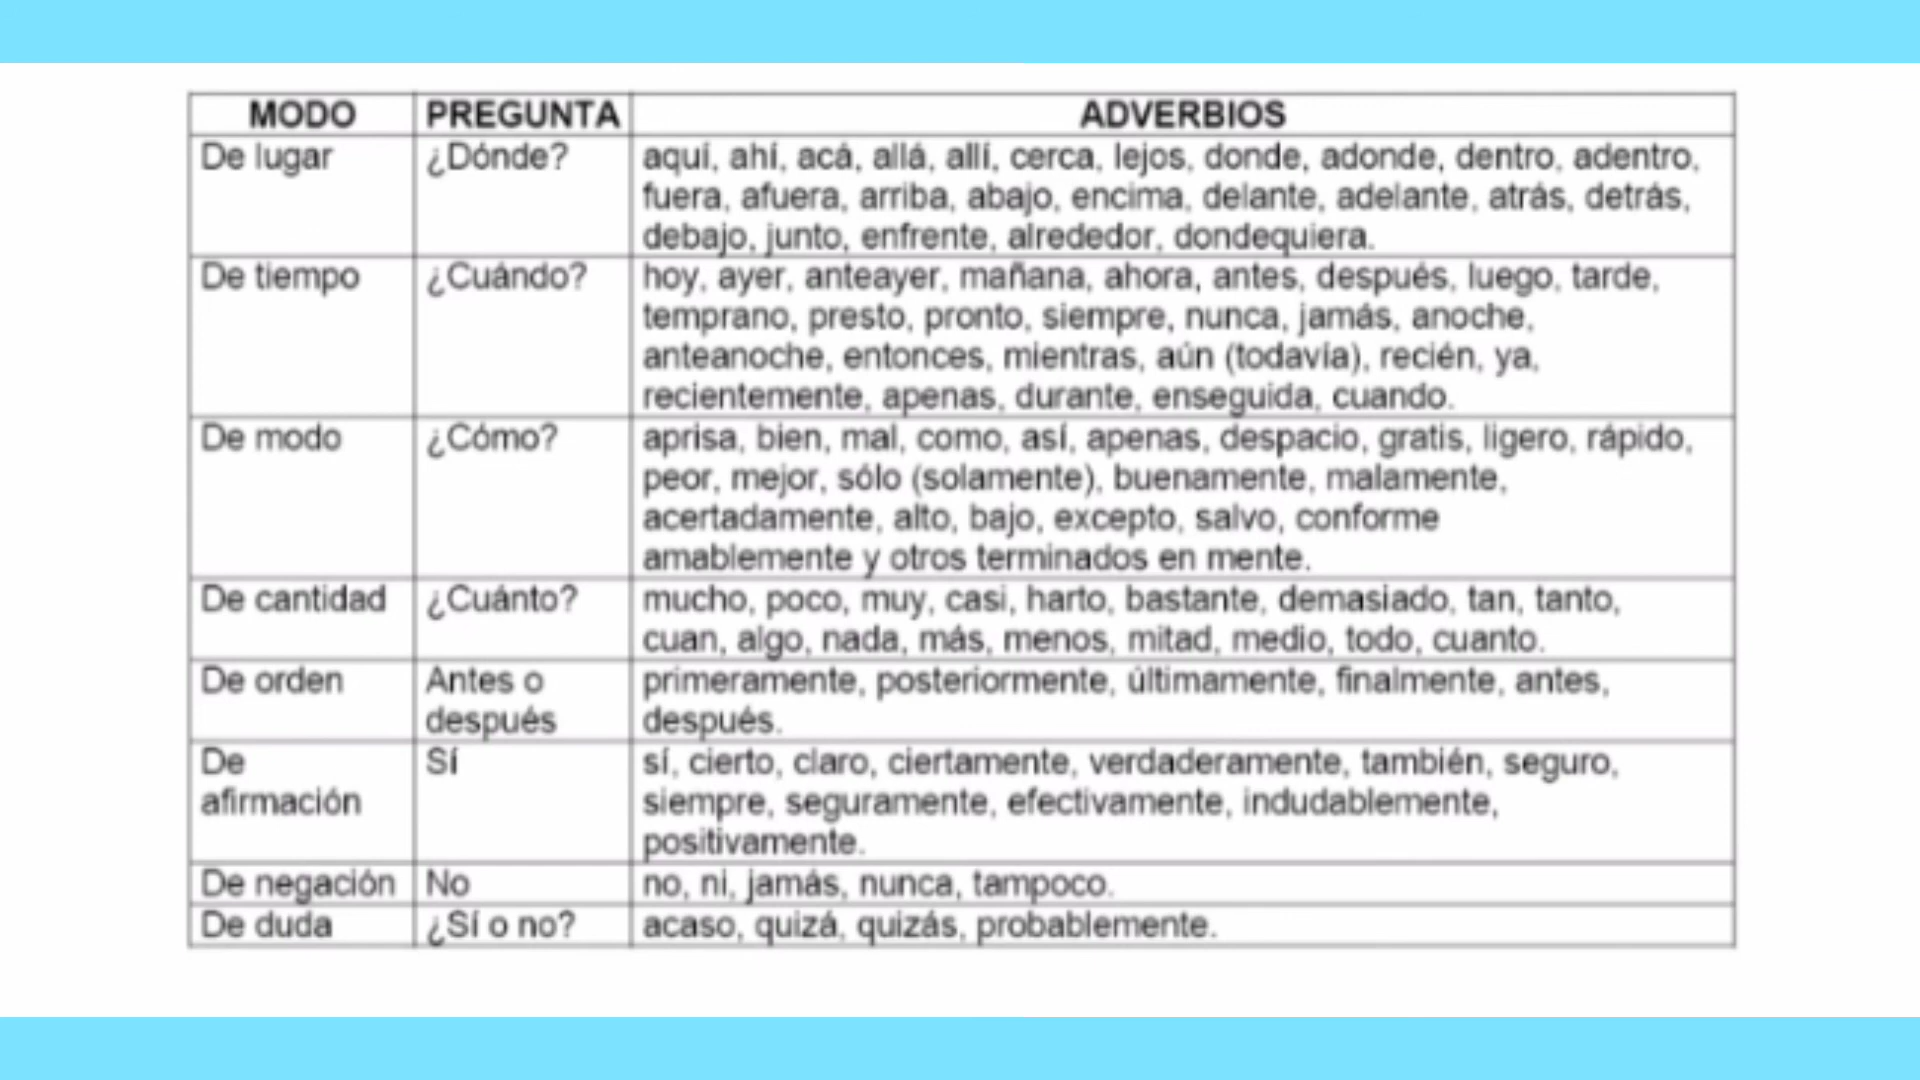 MODO PREGUNTA ADVERBIOS
De lugar ¿Dónde? aquí, ahí, acá, allá, allí, cerca, lejos, donde, adonde, dentro, adentro,
fuera, afuera, arriba, abajo, encima, delante, adelante, atrás, detrás,
debajo, junto, enfrente, alrededor, dondequiera.
De tiempo ¿Cuándo? hoy, ayer, anteayer, mañana, ahora, antes, después, luego, tarde,
temprano, presto, pronto, siempre, nunca, jamás, anoche,
anteanoche, entonces, mientras, aún (todavía), recién, ya,
recientemente, apenas, durante, enseguida, cuando.
De modo ¿Cómo? aprisa, bien, mal, como, así, apenas, despacio, gratis, ligero, rápido,
peor, mejor, sólo (solamente), buenamente, malamente,
acertadamente, alto, bajo, excepto, salvo, conforme
amablemente y otros terminados en mente.
De cantidad ¿Cuánto? mucho, poco, muy, casi, harto, bastante, demasiado, tan, tanto,
cuan, algo, nada, más, menos, mitad, medio, todo, cuanto.
De orden Antes o primeramente, posteriormente, últimamente, finalmente, antes,
después después.
De Sí sí, cierto, claro, ciertamente, verdaderamente, también, seguro,
afirmación siempre, seguramente, efectivamente, indudablemente,
positivamente.
De negación No no, ni, jamás, nunca, tampoco.
De duda ¿Sí o no? acaso, quizá, quizás, probablemente.